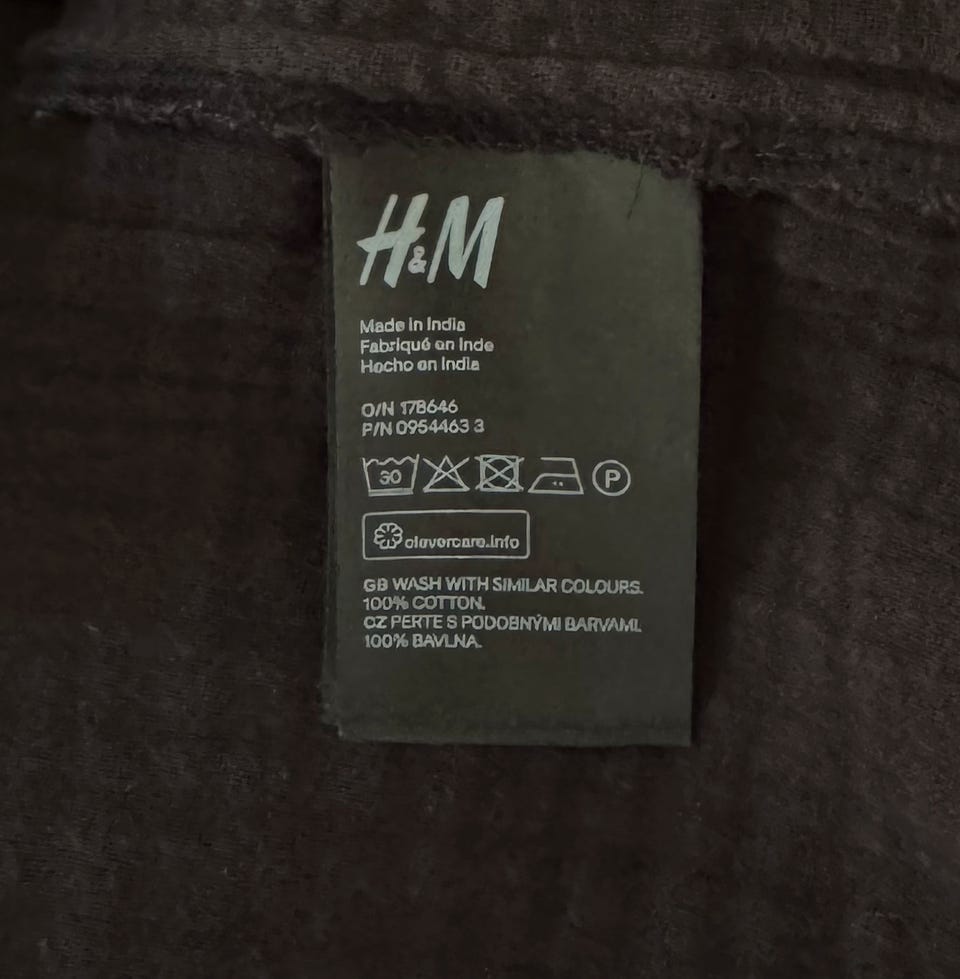 H&M
Made in India
Fabriqué en Inde
Hecho en India
O/N 178646
P/N 0954463 3
30
P
clevercare.info
GB WASH WITH SIMILAR COLOURS.
100% COTTON.
CZ PERTE S PODOBNÝMI BARVAMI.
100% BAVLNA.